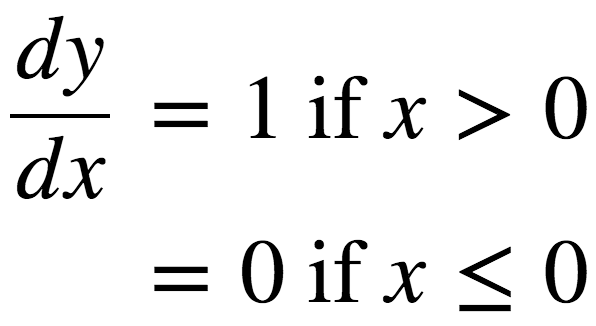 dy/dx = 1 if x > 0
= 0 if x ≤ 0